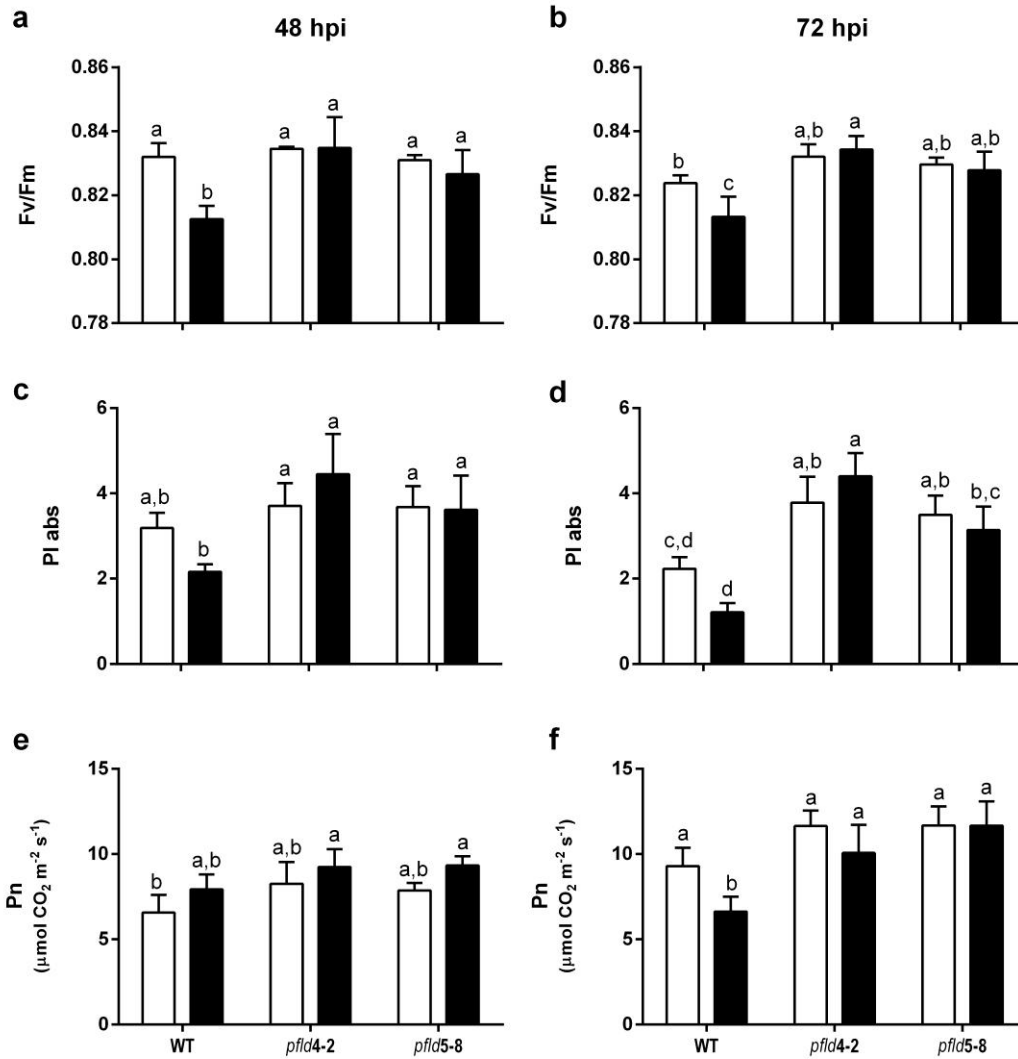 a
48 hpi
b
72 hpi
Fv/Fm
0.86
0.84
0.82
0.80
0.78
a
b
a
a
a
a
Fv/Fm
0.86
0.84
0.82
0.80
0.78
b
c
a,b
a
a,b
a,b
c
PI abs
6
4
2
0
a,b
b
a
a
a
a
d
PI abs
6
4
2
0
c,d
d
a,b
a
a,b
b,c
e
Pn
(μmol CO₂ m⁻² s⁻¹)
15
10
5
0
b
a,b
a,b
a
a,b
a
WT
pfld4-2
pfld5-8
f
Pn
(μmol CO₂ m⁻² s⁻¹)
15
10
5
0
a
b
a
a
a
a
WT
pfld4-2
pfld5-8